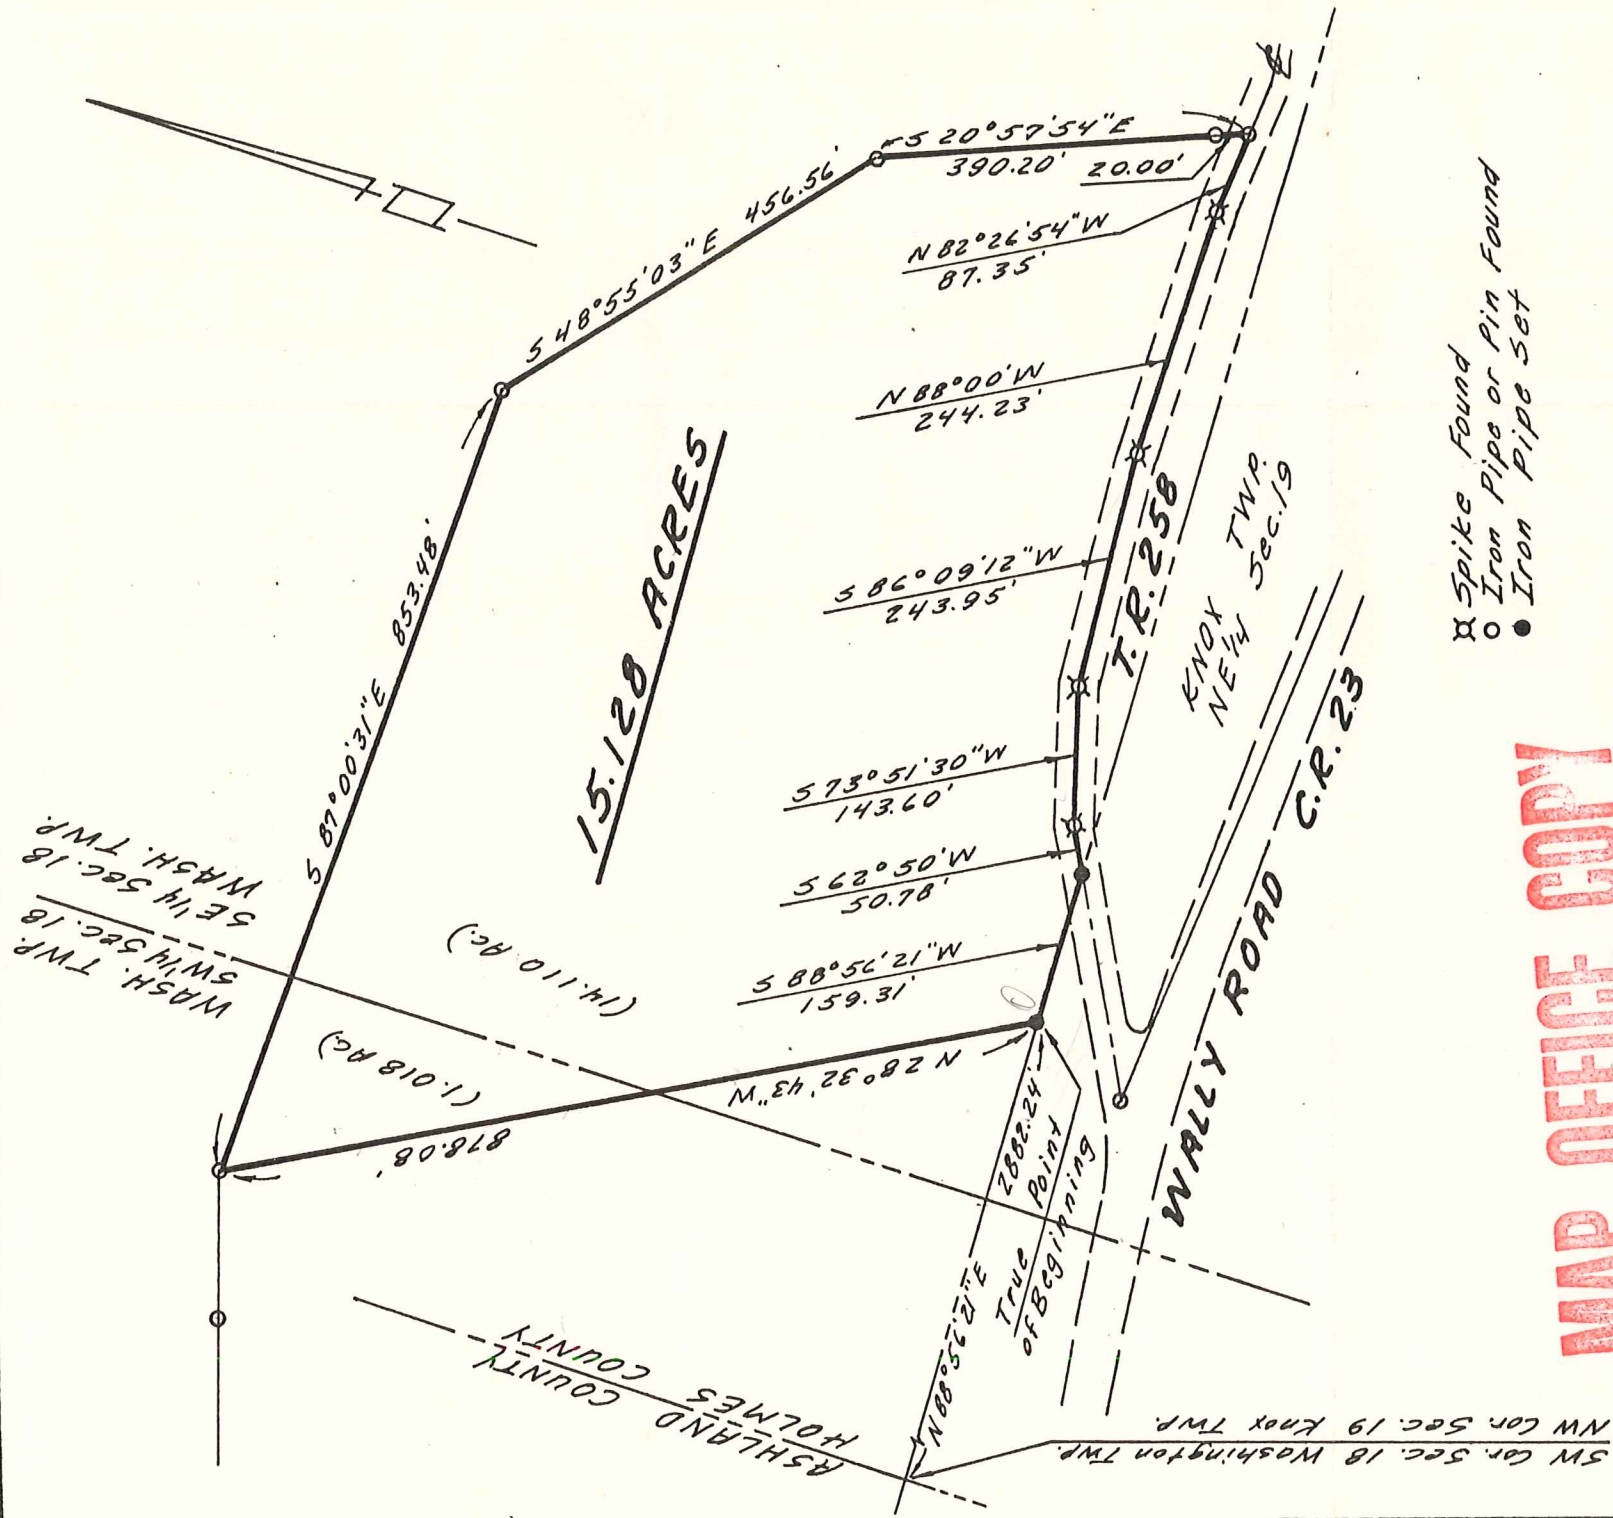 S 20°57'54"E
390.20'
20.00'
456.56'
S 48°55'03"E
N 82°26'54"W
87.35'
N 88°00'W
244.23'
S 86°09'12"W
243.95'
S 73°51'30"W
143.60'
S 62°50'W
50.78'
S 88°56'21"W
159.31'
15.128 ACRES
853.48'
S 87°00'31"E
WASH. TWP.
SE 1/4 Sec. 18
SW 1/4 Sec. 18
WASH. TWP.
(14.110 Ac.)
(1.018 Ac.)
N 28°32'43"W
878.08'
T.R. 258
KNOX TWP.
NE 1/4 Sec. 19
WALLY ROAD C.R. 23
2882.24'
N 88°56'21"E
True Point
of Beginning
ASHLAND COUNTY
HOLMES COUNTY
SW Cor. Sec. 18 Washington Twp.
NW Cor. Sec. 19 Knox Twp.
Spike Found
Iron Pipe or Pin Found
Iron Pipe Set
MAP OFFICE COPY